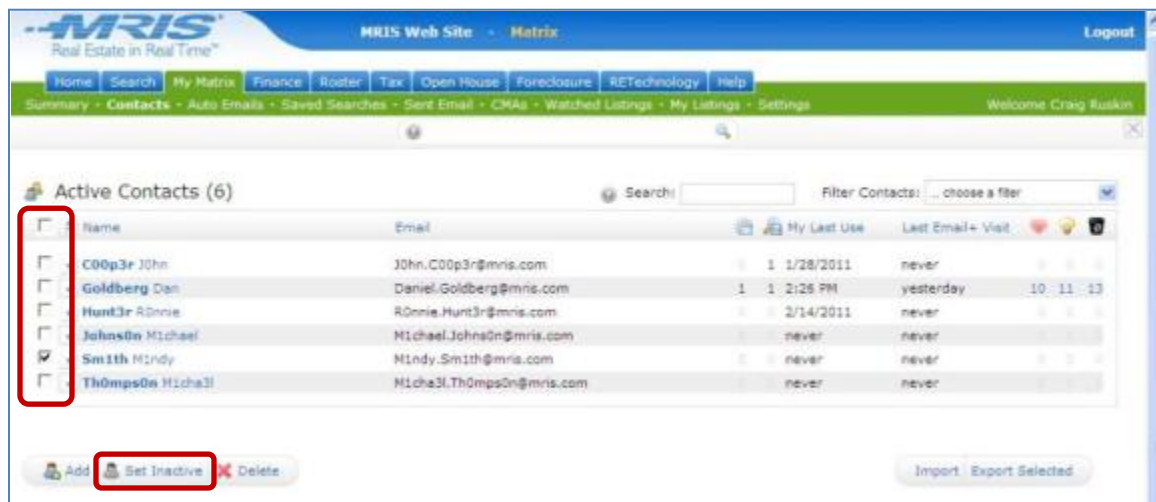 MRIS
Real Estate in Real Time™
MRIS Web Site - Matrix Logout
Home Search My Matrix Finance Roster Tax Open House Foreclosure RETechnology Help
Summary • Contacts • Auto Emails • Saved Searches • Sent Email • CMAs • Watched Listings • My Listings • Settings Welcome Craig Ruskin
Active Contacts (6) Search: Filter Contacts: .. choose a filter
Name Email My Last Use Last Email+ Visit
C00p3r J0hn J0hn.C00p3r@mris.com 1 1/28/2011 never
Goldberg Dan Daniel.Goldberg@mris.com 1 1 2:26 PM yesterday 10 11 13
Hunt3r R0nnie R0nnie.Hunt3r@mris.com 2/14/2011 never
Johns0n M1chael M1chael.Johns0n@mris.com never never
Sm1th M1ndy M1ndy.Sm1th@mris.com never never
Th0mps0n M1cha3l M1cha3l.Th0mps0n@mris.com never never
Add Set Inactive Delete Import Export Selected